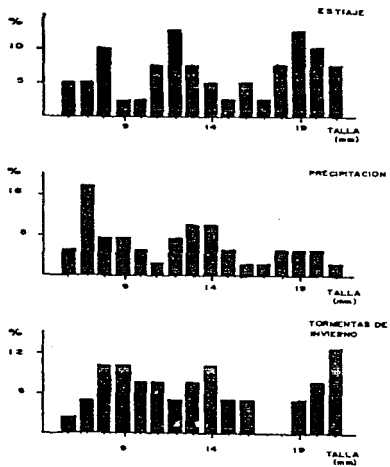 %
ESTIAJE
10
5
9
14
19
TALLA
(mm)
%
PRECIPITACION
16
8
9
14
19
TALLA
(mm)
%
TORMENTAS DE
INVIERNO
12
6
9
14
19
TALLA
(mm)